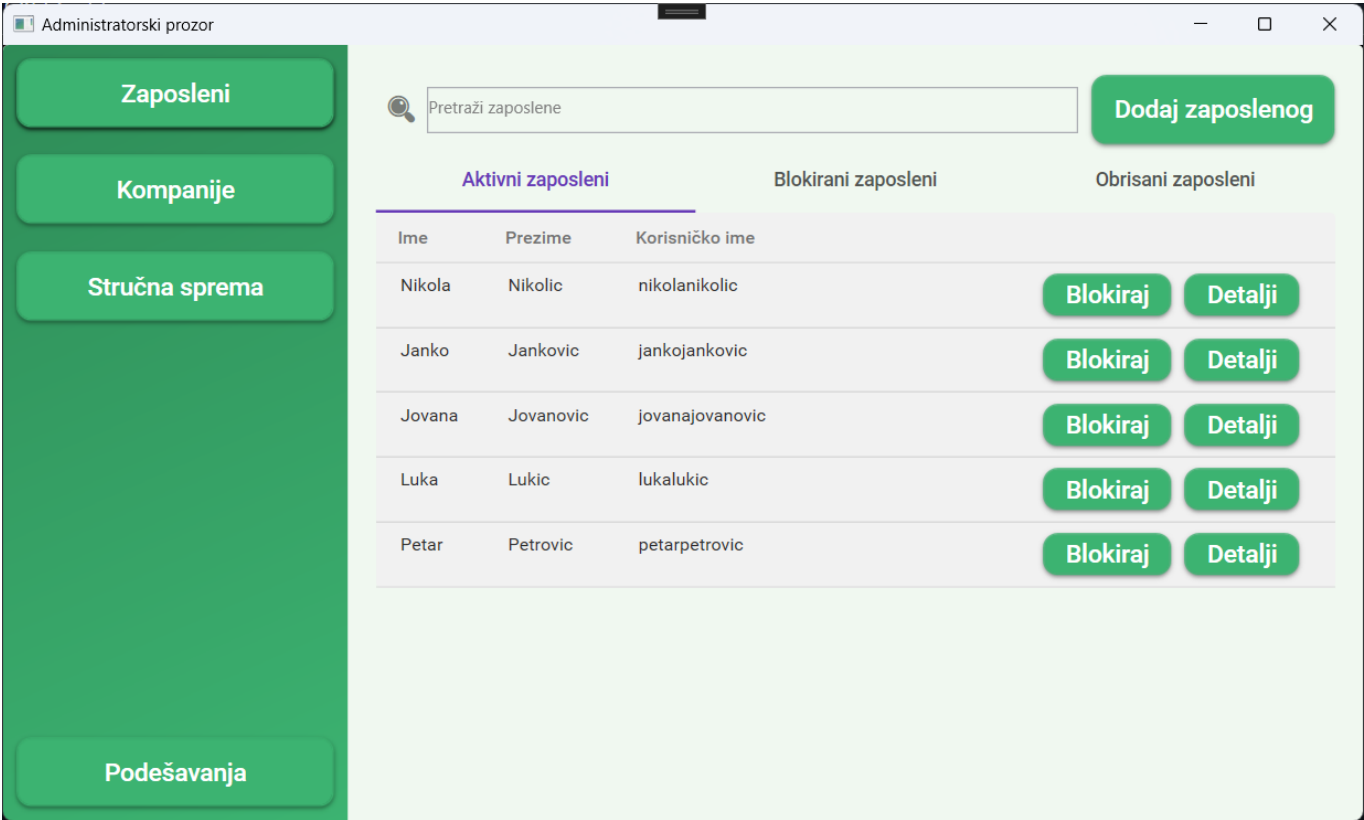 Administratorski prozor
Zaposleni
Kompanije
Stručna sprema
Podešavanja
Pretraži zaposlene
Dodaj zaposlenog
Aktivni zaposleni Blokirani zaposleni Obrisani zaposleni
Ime Prezime Korisničko ime
Nikola Nikolic nikolanikolic Blokiraj Detalji
Janko Jankovic jankojankovic Blokiraj Detalji
Jovana Jovanovic jovanajovanovic Blokiraj Detalji
Luka Lukic lukalukic Blokiraj Detalji
Petar Petrovic petarpetrovic Blokiraj Detalji